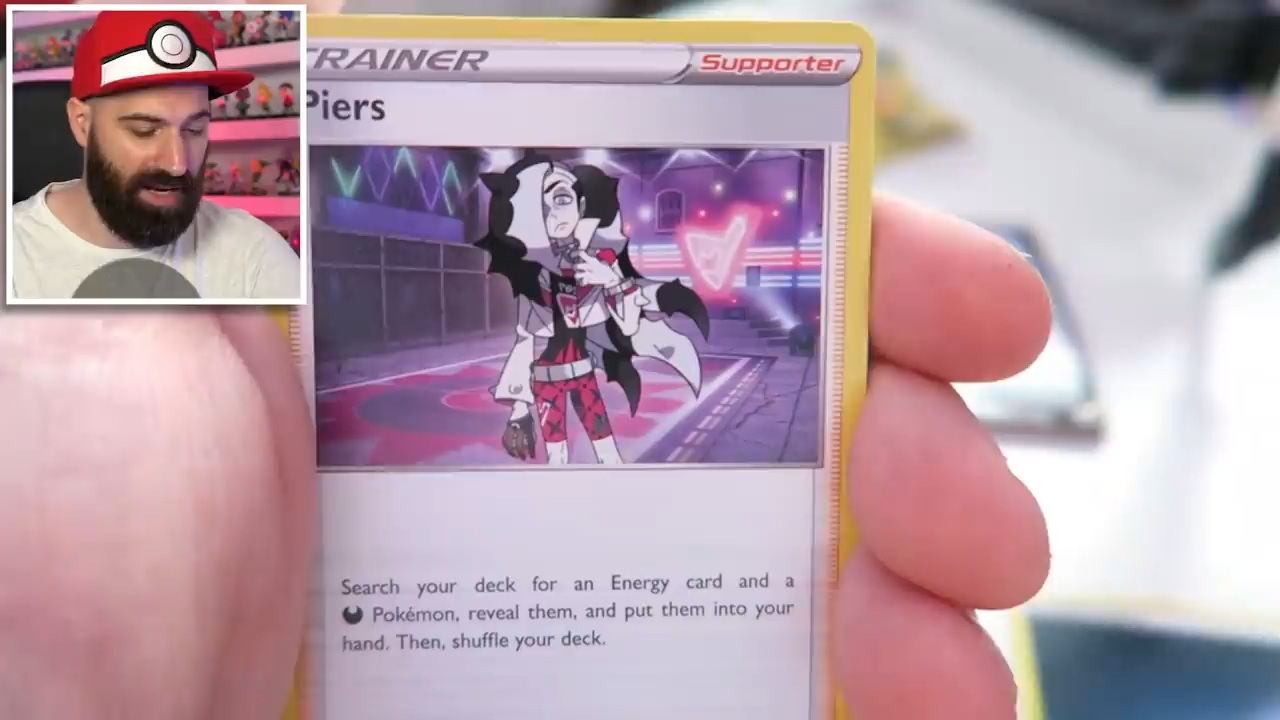 TRAINER Supporter
Piers
Search your deck for an Energy card and a
Pokémon, reveal them, and put them into your
hand. Then, shuffle your deck.